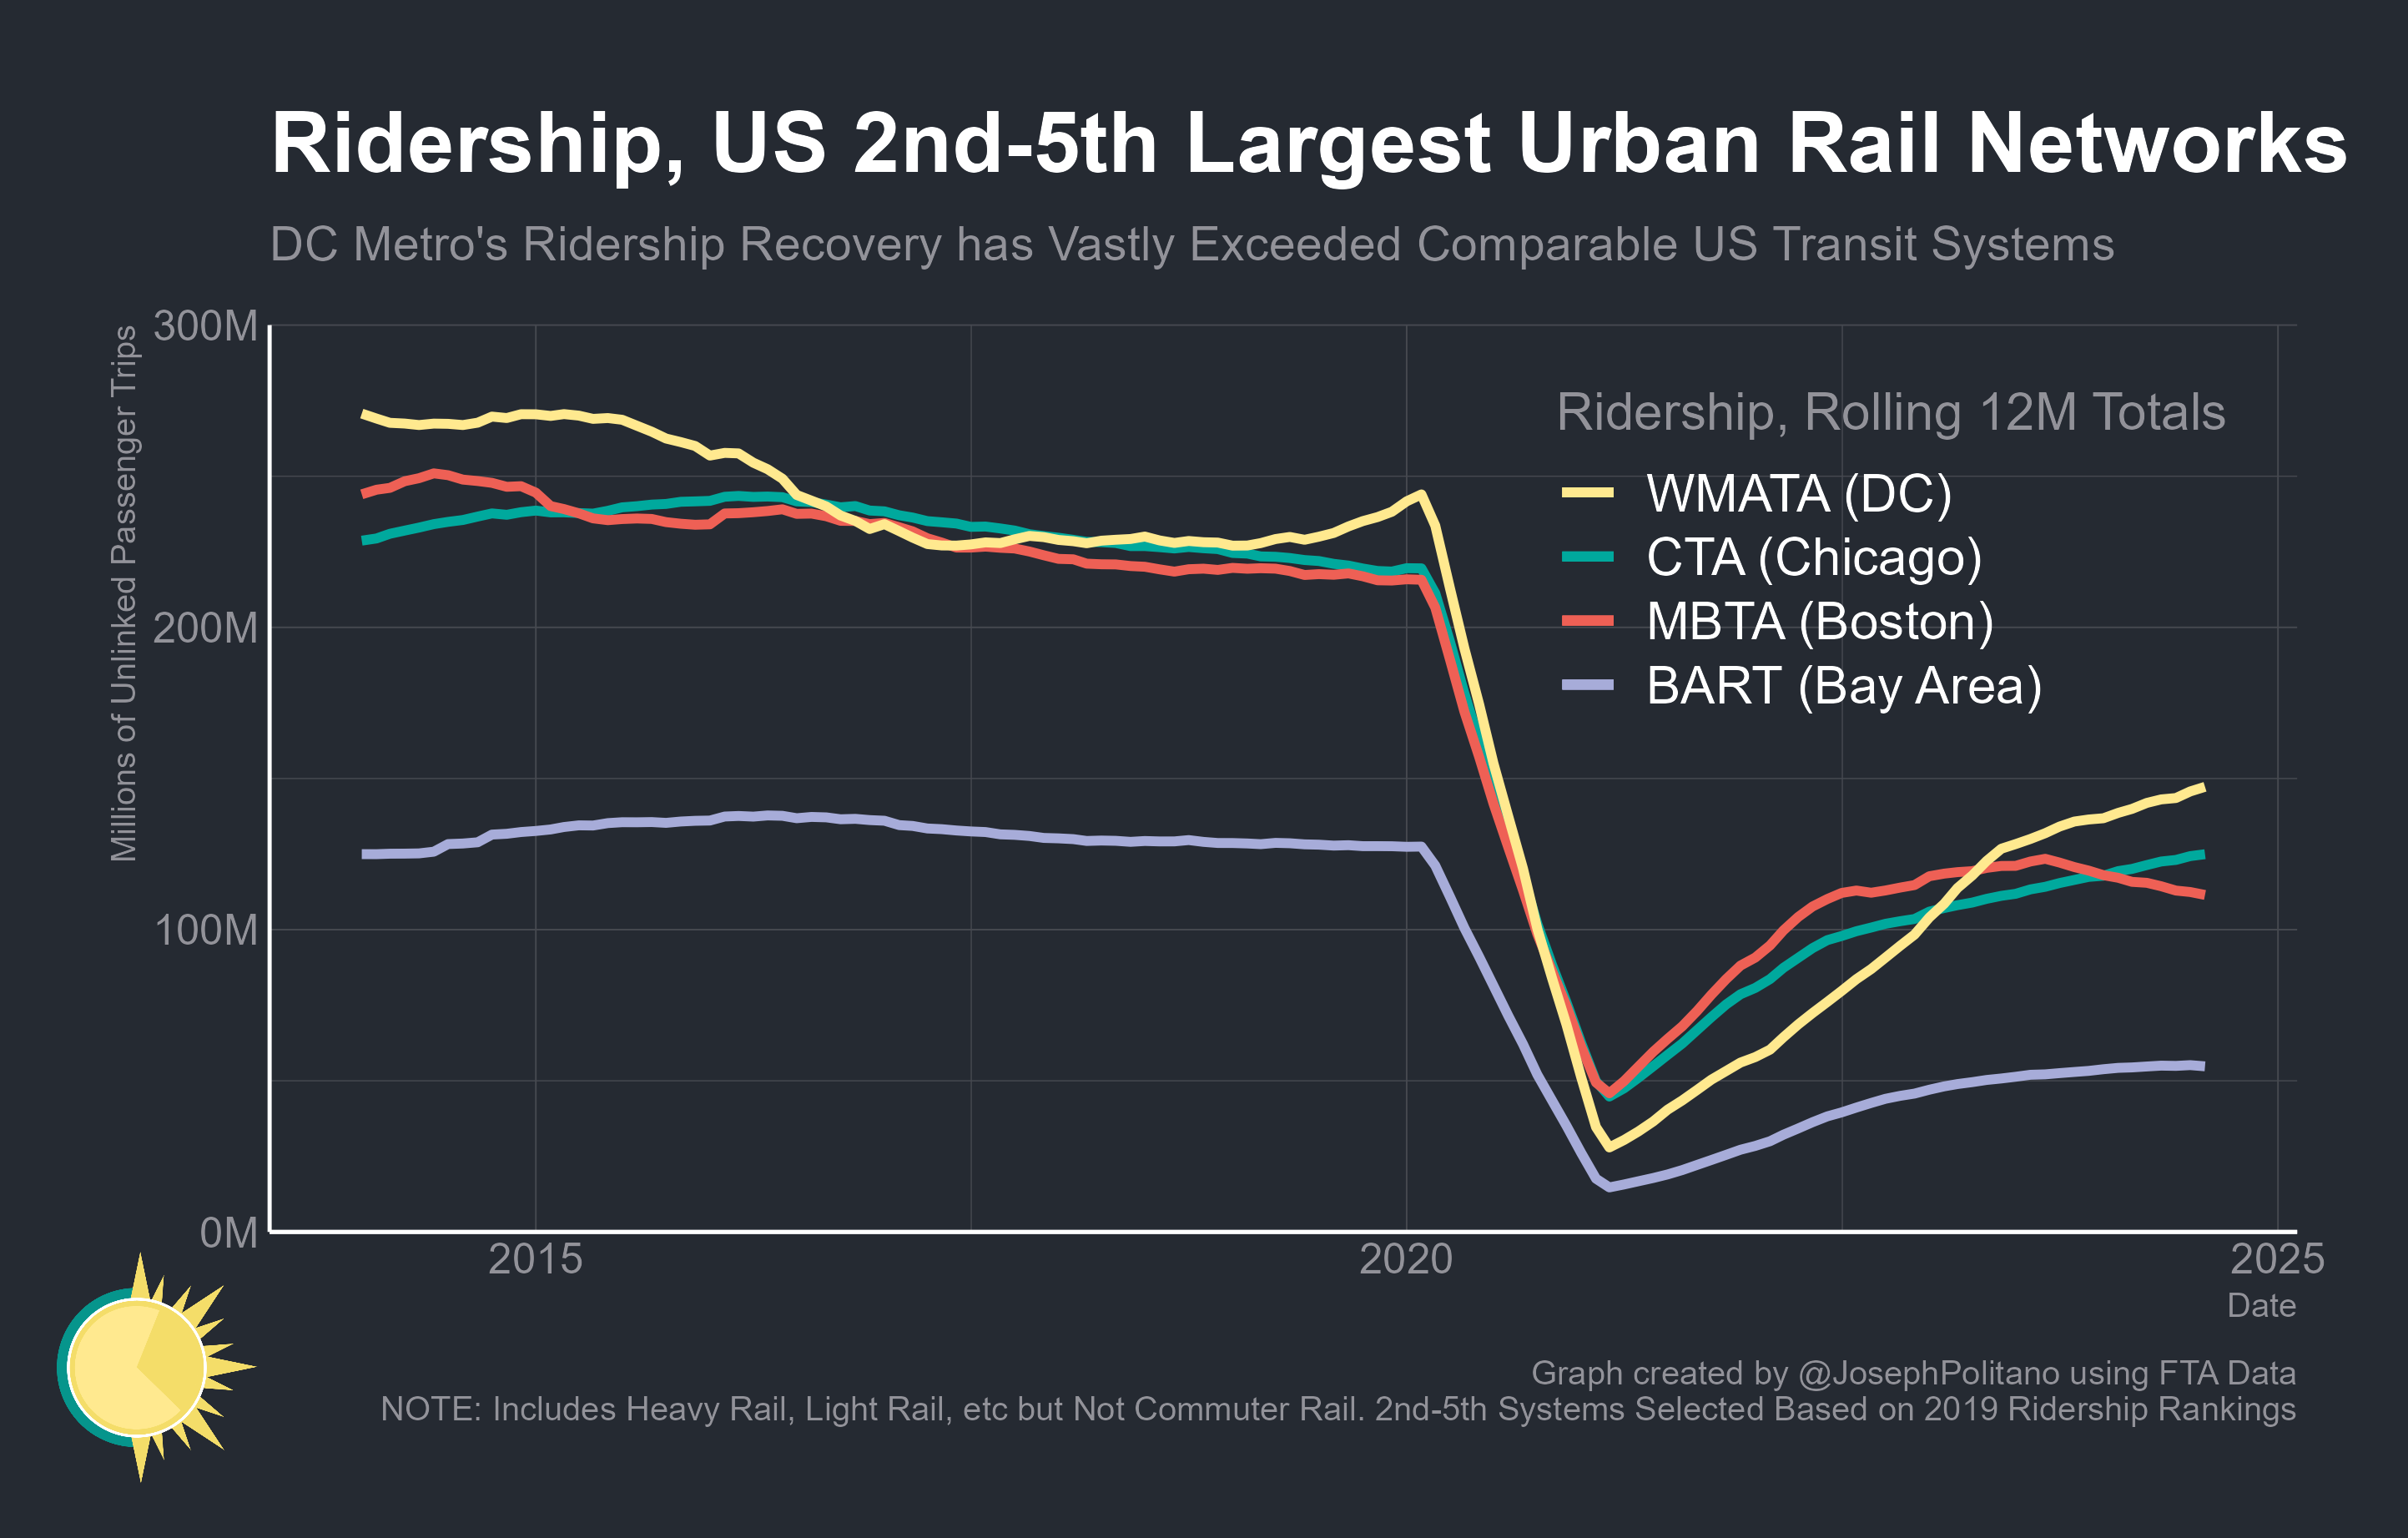 Ridership, US 2nd-5th Largest Urban Rail Networks
DC Metro's Ridership Recovery has Vastly Exceeded Comparable US Transit Systems
Millions of Unlinked Passenger Trips
300M
200M
100M
0M
Ridership, Rolling 12M Totals
WMATA (DC)
CTA (Chicago)
MBTA (Boston)
BART (Bay Area)
2015
2020
2025
Date
Graph created by @JosephPolitano using FTA Data
NOTE: Includes Heavy Rail, Light Rail, etc but Not Commuter Rail. 2nd-5th Systems Selected Based on 2019 Ridership Rankings